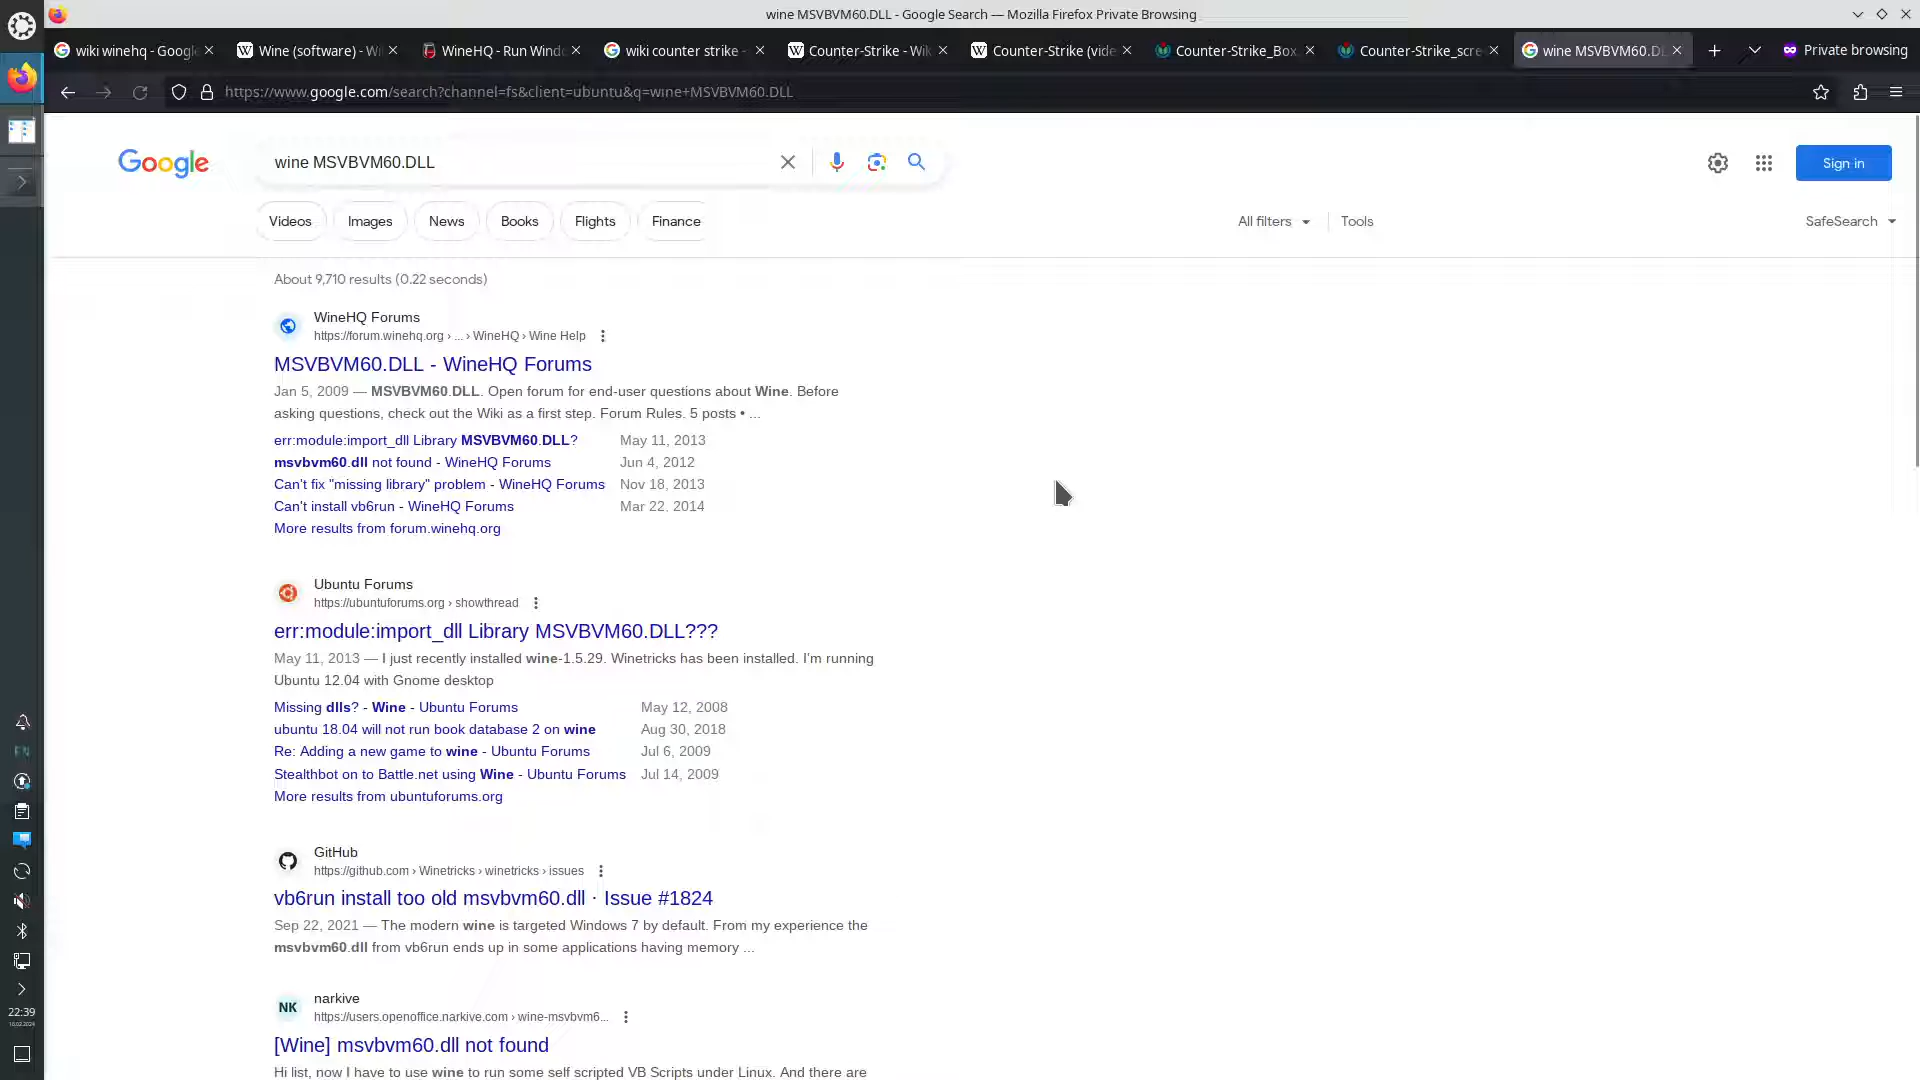 wine MSVBVM60.DLL - Google Search — Mozilla Firefox Private Browsing
wiki winehq - Googl
Wine (software) - Wi
WineHQ - Run Windo
wiki counter strike -
Counter-Strike - Wik
Counter-Strike (vide
Counter-Strike_Box.
Counter-Strike_scre
wine MSVBVM60.DL
Private browsing
https://www.google.com/search?channel=fs&client=ubuntu&q=wine+MSVBVM60.DLL
Google
wine MSVBVM60.DLL
Sign in
Videos
Images
News
Books
Flights
Finance
All filters
Tools
SafeSearch
About 9,710 results (0.22 seconds)
WineHQ Forums
https://forum.winehq.org › ... › WineHQ › Wine Help
MSVBVM60.DLL - WineHQ Forums
Jan 5, 2009 — MSVBVM60.DLL. Open forum for end-user questions about Wine. Before
asking questions, check out the Wiki as a first step. Forum Rules. 5 posts • ...
err:module:import_dll Library MSVBVM60.DLL? May 11, 2013
msvbvm60.dll not found - WineHQ Forums Jun 4, 2012
Can't fix "missing library" problem - WineHQ Forums Nov 18, 2013
Can't install vb6run - WineHQ Forums Mar 22, 2014
More results from forum.winehq.org
Ubuntu Forums
https://ubuntuforums.org › showthread
err:module:import_dll Library MSVBVM60.DLL???
May 11, 2013 — I just recently installed wine-1.5.29. Winetricks has been installed. I'm running
Ubuntu 12.04 with Gnome desktop
Missing dlls? - Wine - Ubuntu Forums May 12, 2008
ubuntu 18.04 will not run book database 2 on wine Aug 30, 2018
Re: Adding a new game to wine - Ubuntu Forums Jul 6, 2009
Stealthbot on to Battle.net using Wine - Ubuntu Forums Jul 14, 2009
More results from ubuntuforums.org
GitHub
https://github.com › Winetricks › winetricks › issues
vb6run install too old msvbvm60.dll · Issue #1824
Sep 22, 2021 — The modern wine is targeted Windows 7 by default. From my experience the
msvbvm60.dll from vb6run ends up in some applications having memory ...
NK
narkive
https://users.openoffice.narkive.com › wine-msvbvm6...
[Wine] msvbvm60.dll not found
Hi list, now I have to use wine to run some self scripted VB Scripts under Linux. And there are
22:39